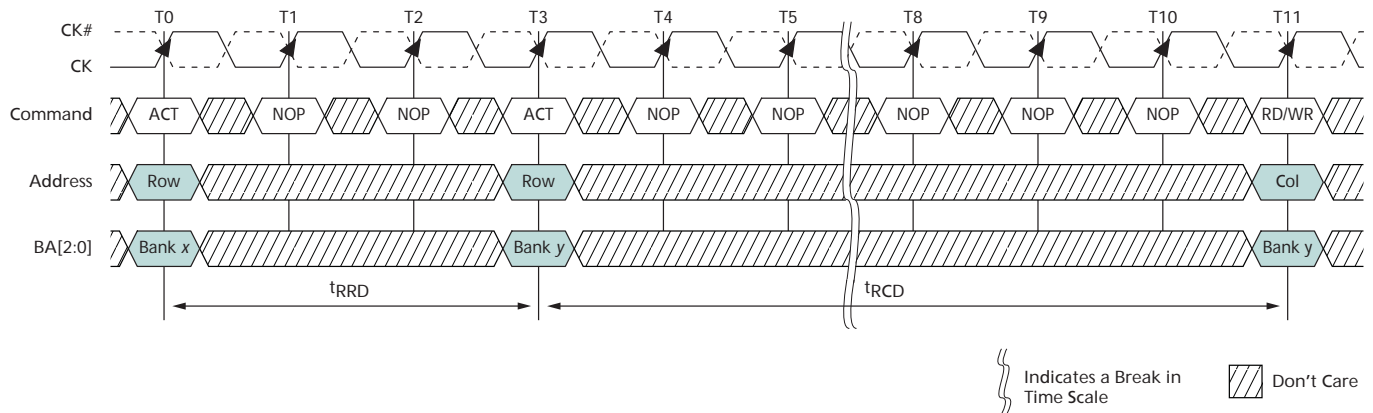 T0 T1 T2 T3 T4 T5 T8 T9 T10 T11
CK#
CK
Command ACT NOP NOP ACT NOP NOP NOP NOP NOP RD/WR
Address Row Row Col
BA[2:0] Bank x Bank y Bank y
tRRD tRCD
Indicates a Break in
Time Scale
Don't Care